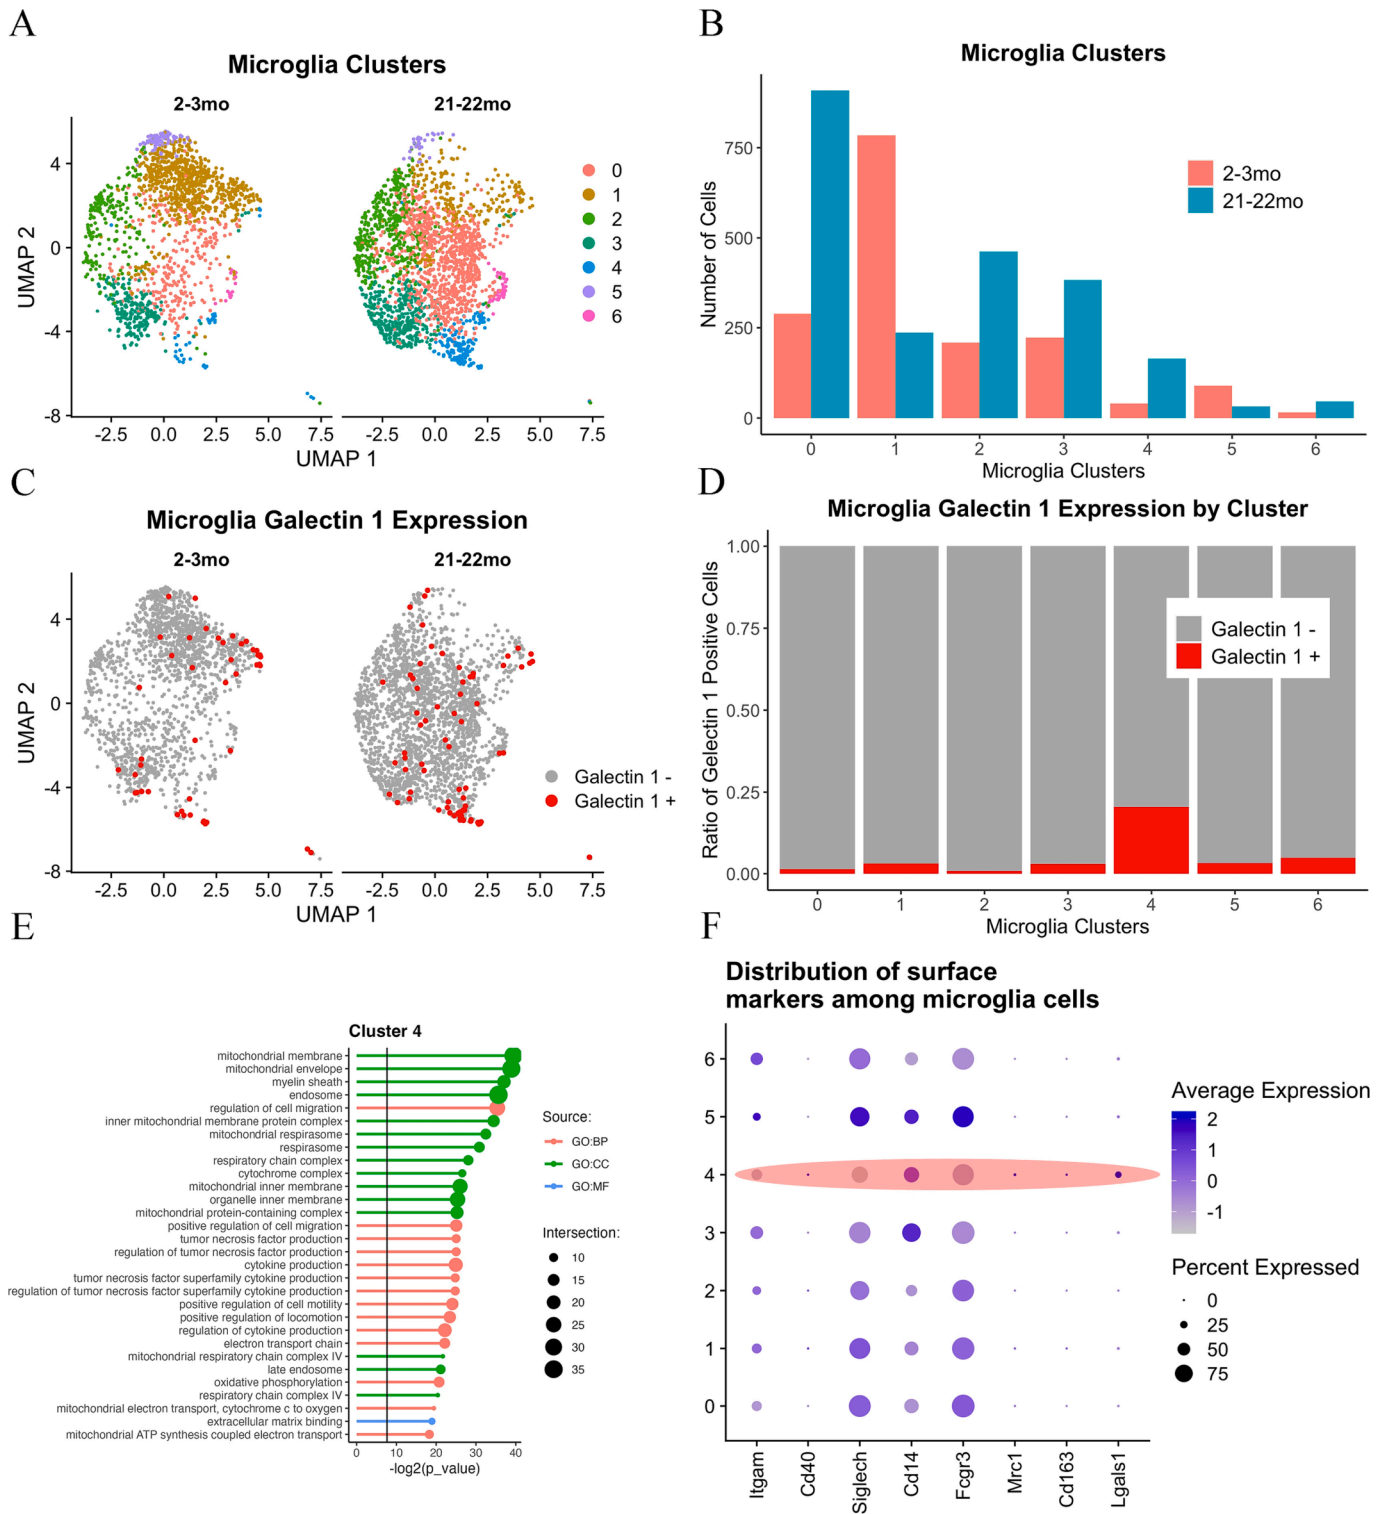 A
Microglia Clusters
2-3mo
21-22mo
UMAP 2
4
0
-4
-8
0
1
2
3
4
5
6
-2.5 0.0 2.5 5.0 7.5
-2.5 0.0 2.5 5.0 7.5
UMAP 1
B
Microglia Clusters
Number of Cells
750
500
250
0
2-3mo
21-22mo
0 1 2 3 4 5 6
Microglia Clusters
C
Microglia Galectin 1 Expression
2-3mo
21-22mo
UMAP 2
4
0
-4
-8
Galectin 1 -
Galectin 1 +
-2.5 0.0 2.5 5.0 7.5
-2.5 0.0 2.5 5.0 7.5
UMAP 1
D
Microglia Galectin 1 Expression by Cluster
Ratio of Gelectin 1 Positive Cells
1.00
0.75
0.50
0.25
0.00
Galectin 1 -
Galectin 1 +
0 1 2 3 4 5 6
Microglia Clusters
E
Cluster 4
mitochondrial membrane
mitochondrial envelope
myelin sheath
endosome
regulation of cell migration
inner mitochondrial membrane protein complex
mitochondrial respirasome
respirasome
respiratory chain complex
cytochrome complex
mitochondrial inner membrane
organelle inner membrane
mitochondrial protein-containing complex
positive regulation of cell migration
tumor necrosis factor production
regulation of tumor necrosis factor production
cytokine production
tumor necrosis factor superfamily cytokine production
regulation of tumor necrosis factor superfamily cytokine production
positive regulation of cell motility
positive regulation of locomotion
regulation of cytokine production
electron transport chain
mitochondrial respiratory chain complex IV
late endosome
oxidative phosphorylation
respiratory chain complex IV
mitochondrial electron transport, cytochrome c to oxygen
extracellular matrix binding
mitochondrial ATP synthesis coupled electron transport
0 10 20 30 40
-log2(p_value)
Source:
GO:BP
GO:CC
GO:MF
Intersection:
10
15
20
25
30
35
F
Distribution of surface
markers among microglia cells
6
5
4
3
2
1
0
Itgam
Cd40
Siglech
Cd14
Fcgr3
Mrc1
Cd163
Lgals1
Average Expression
2
1
0
-1
Percent Expressed
0
25
50
75